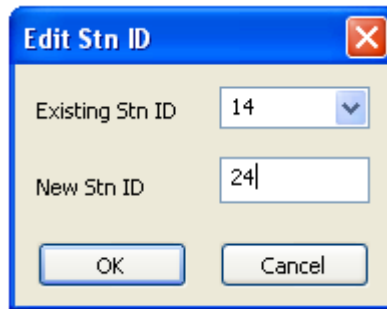 Edit Stn ID
Existing Stn ID 14
New Stn ID 24
OK Cancel